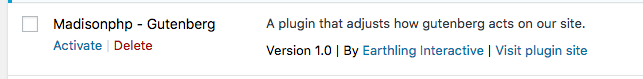 Madisonphp - Gutenberg
Activate | Delete
A plugin that adjusts how gutenberg acts on our site.
Version 1.0 | By Earthling Interactive | Visit plugin site